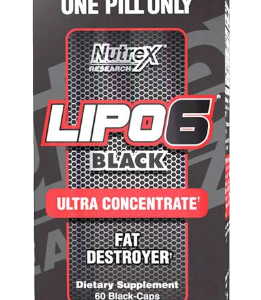 ONE PILL ONLY
Nutrex
RESEARCH
LIPO6®
BLACK
ULTRA CONCENTRATE†
FAT
DESTROYER†
Dietary Supplement
60 Black-Caps